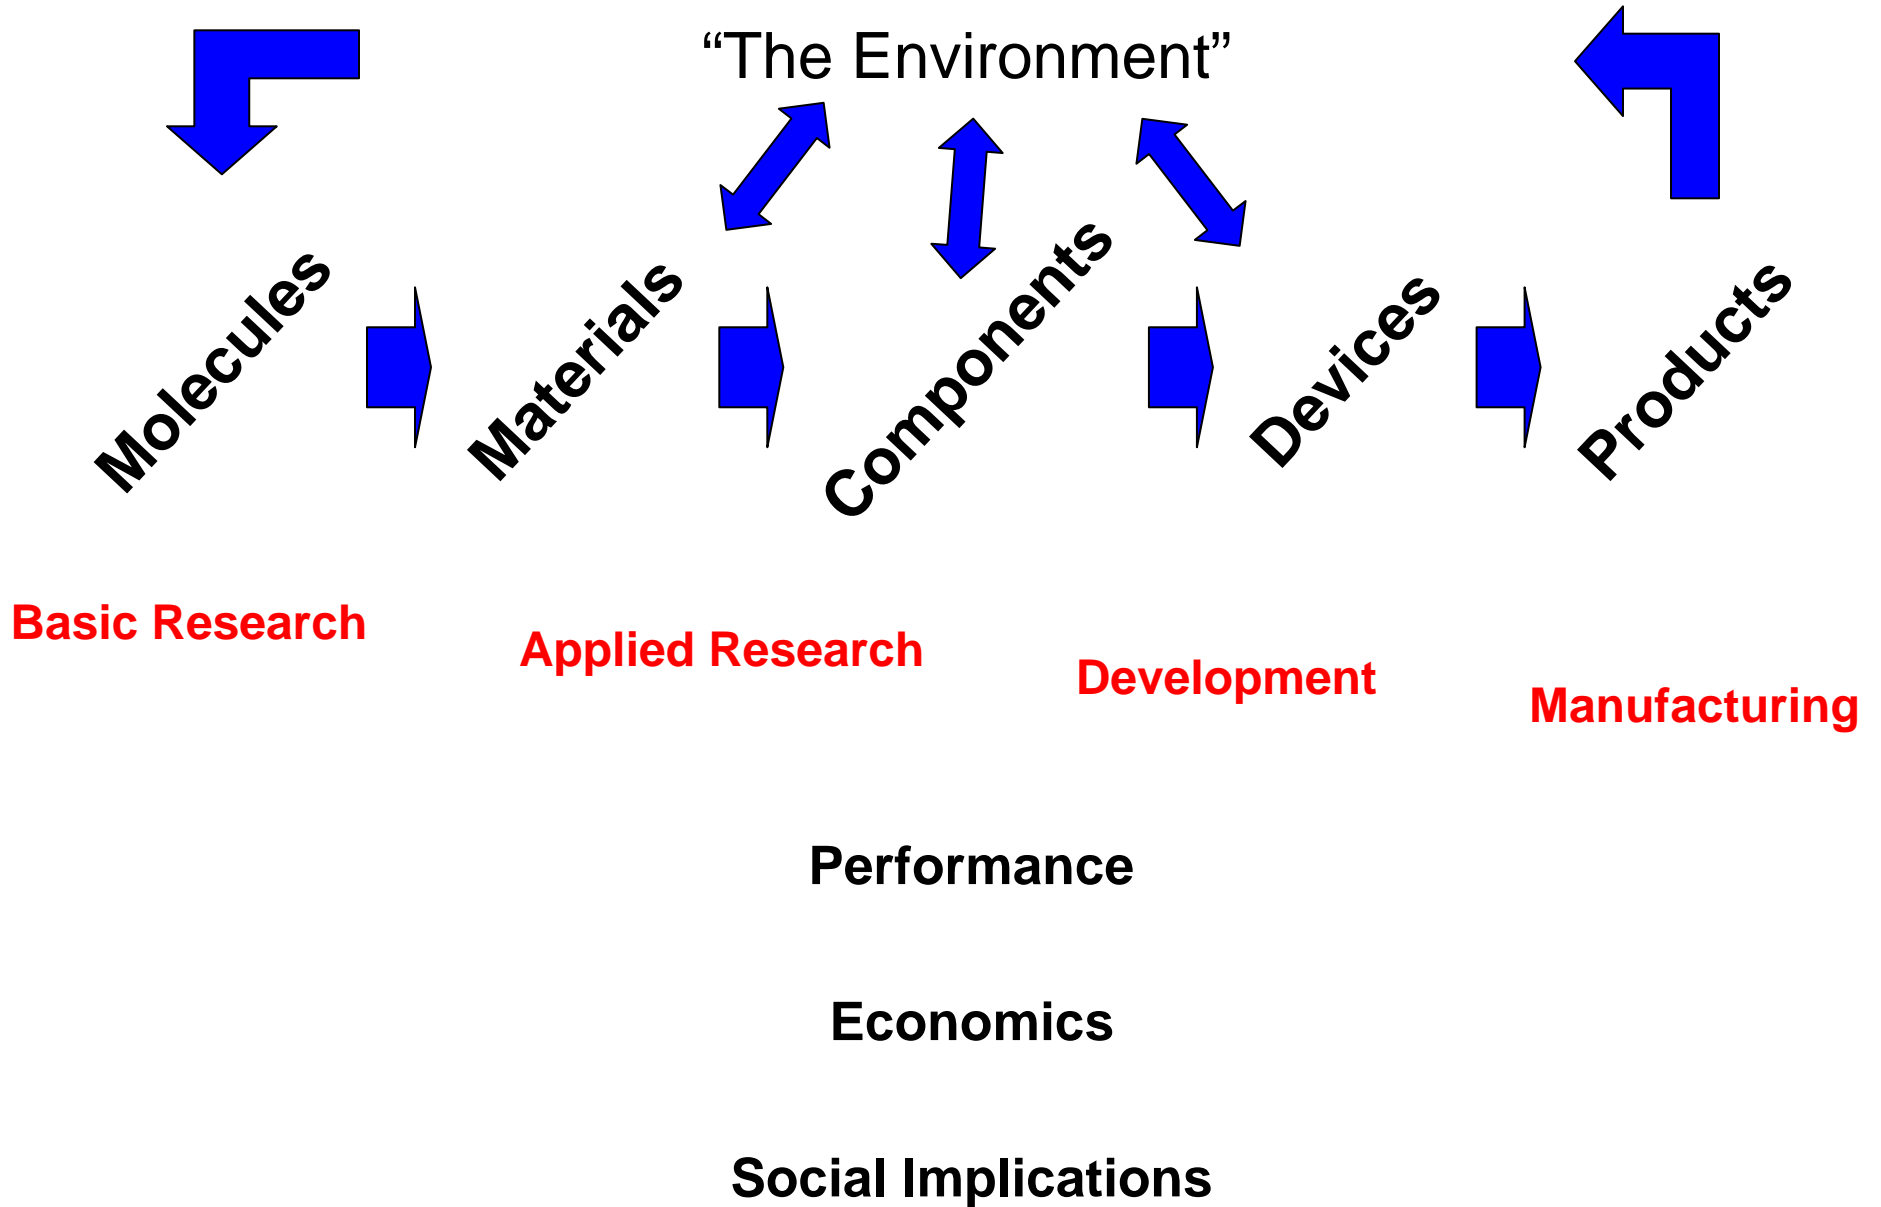 “The Environment”
Molecules
Materials
Components
Devices
Products
Basic Research
Applied Research
Development
Manufacturing
Performance
Economics
Social Implications